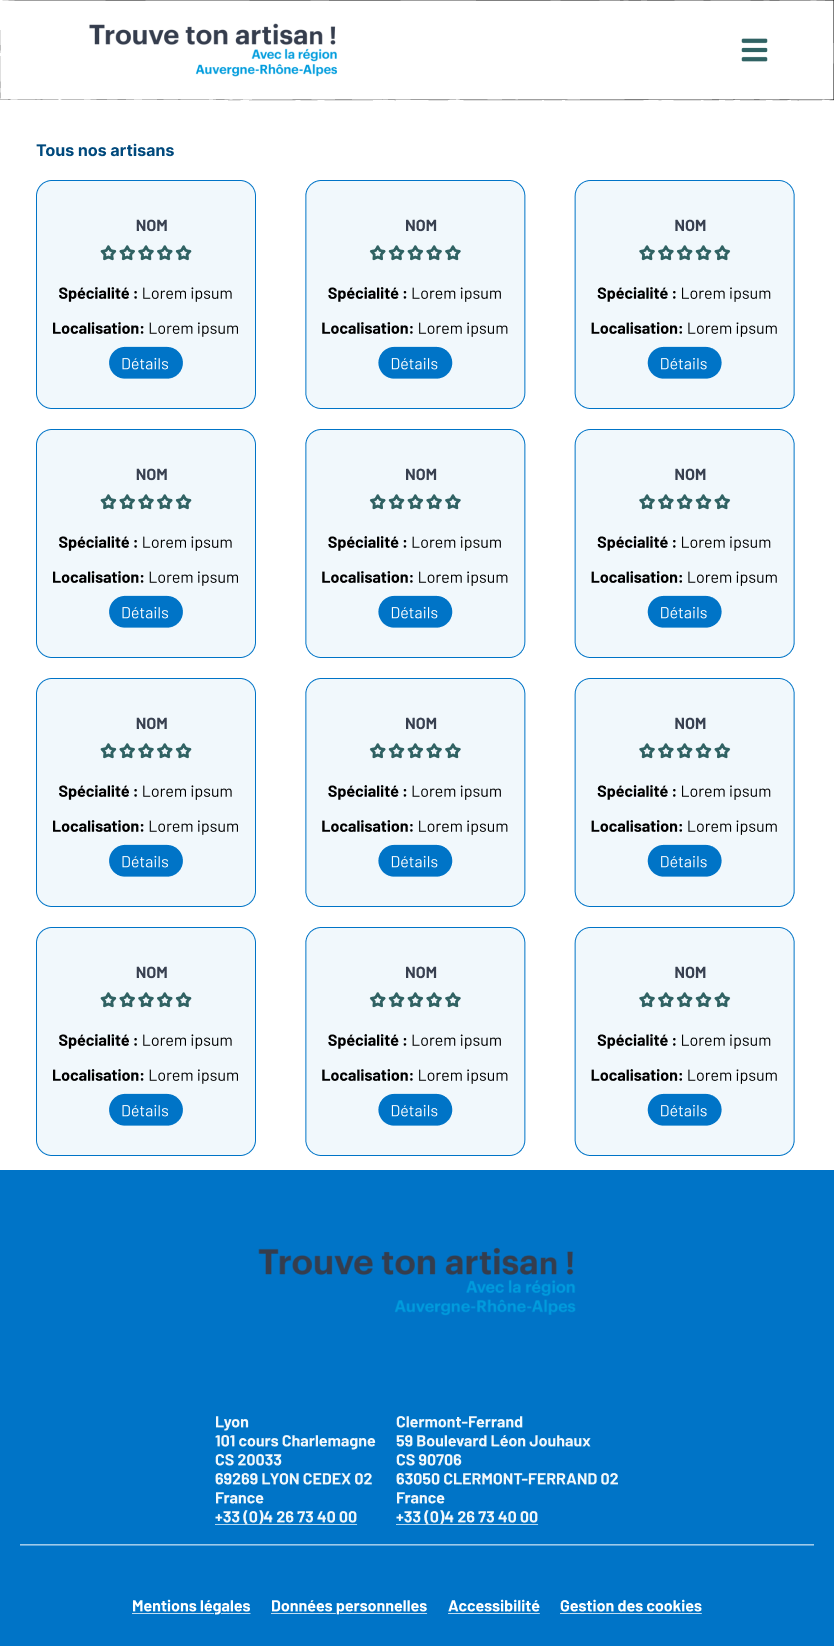 Trouve ton artisan !
Avec la région
Auvergne-Rhône-Alpes
Tous nos artisans
NOM
Spécialité : Lorem ipsum
Localisation: Lorem ipsum
Détails
NOM
Spécialité : Lorem ipsum
Localisation: Lorem ipsum
Détails
NOM
Spécialité : Lorem ipsum
Localisation: Lorem ipsum
Détails
NOM
Spécialité : Lorem ipsum
Localisation: Lorem ipsum
Détails
NOM
Spécialité : Lorem ipsum
Localisation: Lorem ipsum
Détails
NOM
Spécialité : Lorem ipsum
Localisation: Lorem ipsum
Détails
NOM
Spécialité : Lorem ipsum
Localisation: Lorem ipsum
Détails
NOM
Spécialité : Lorem ipsum
Localisation: Lorem ipsum
Détails
NOM
Spécialité : Lorem ipsum
Localisation: Lorem ipsum
Détails
NOM
Spécialité : Lorem ipsum
Localisation: Lorem ipsum
Détails
NOM
Spécialité : Lorem ipsum
Localisation: Lorem ipsum
Détails
NOM
Spécialité : Lorem ipsum
Localisation: Lorem ipsum
Détails
Trouve ton artisan !
Avec la région
Auvergne-Rhône-Alpes
Lyon
101 cours Charlemagne
CS 20033
69269 LYON CEDEX 02
France
+33 (0)4 26 73 40 00
Clermont-Ferrand
59 Boulevard Léon Jouhaux
CS 90706
63050 CLERMONT-FERRAND 02
France
+33 (0)4 26 73 40 00
Mentions légales
Données personnelles
Accessibilité
Gestion des cookies